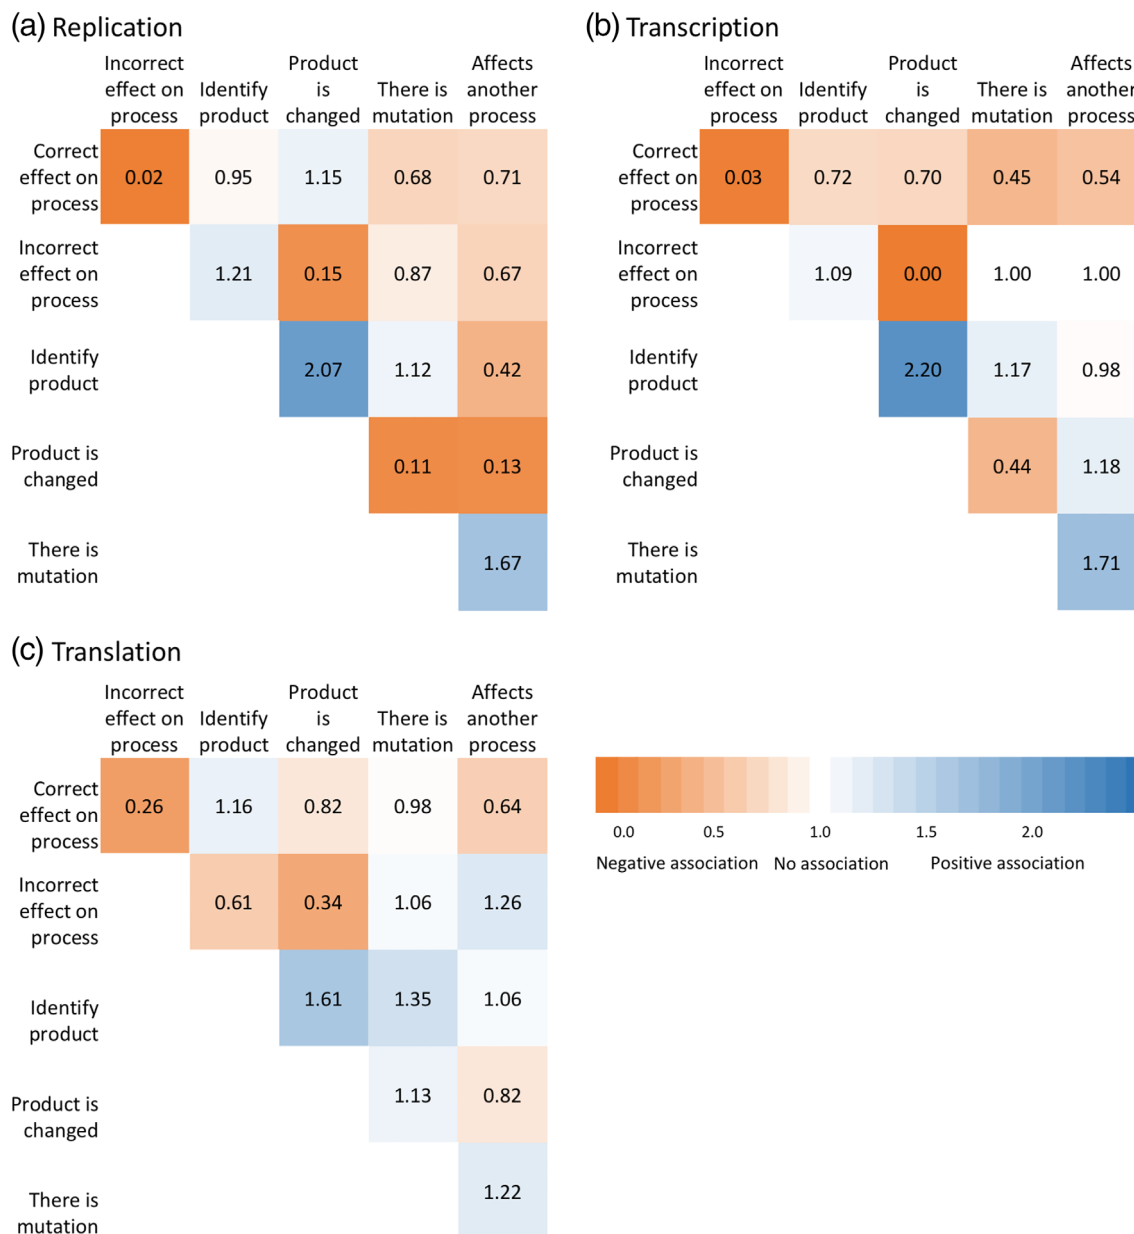 (a) Replication
Incorrect effect on process
Identify product
Product is changed
There is mutation
Affects another process
Correct effect on process
0.02 0.95 1.15 0.68 0.71
Incorrect effect on process
1.21 0.15 0.87 0.67
Identify product
2.07 1.12 0.42
Product is changed
0.11 0.13
There is mutation
1.67
(b) Transcription
Incorrect effect on process
Identify product
Product is changed
There is mutation
Affects another process
Correct effect on process
0.03 0.72 0.70 0.45 0.54
Incorrect effect on process
1.09 0.00 1.00 1.00
Identify product
2.20 1.17 0.98
Product is changed
0.44 1.18
There is mutation
1.71
(c) Translation
Incorrect effect on process
Identify product
Product is changed
There is mutation
Affects another process
Correct effect on process
0.26 1.16 0.82 0.98 0.64
Incorrect effect on process
0.61 0.34 1.06 1.26
Identify product
1.61 1.35 1.06
Product is changed
1.13 0.82
There is mutation
1.22
0.0 0.5 1.0 1.5 2.0
Negative association No association Positive association